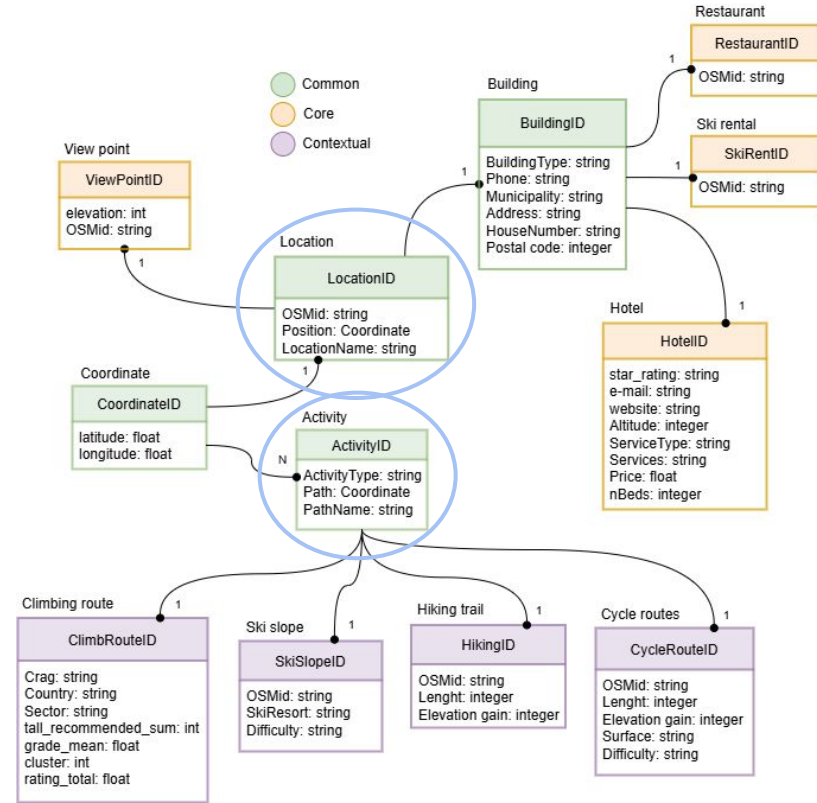 Restaurant
RestaurantID
OSMid: string
Common
Core
Contextual
Building
BuildingID
BuildingType: string
Phone: string
Municipality: string
Address: string
HouseNumber: string
Postal code: integer
1
Ski rental
SkiRentID
OSMid: string
1
View point
ViewPointID
elevation: int
OSMid: string
1
1
Location
LocationID
OSMid: string
Position: Coordinate
LocationName: string
1
Hotel
HotelID
star_rating: string
e-mail: string
website: string
Altitude: integer
ServiceType: string
Services: string
Price: float
nBeds: integer
1
Coordinate
CoordinateID
latitude: float
longitude: float
N
Activity
ActivityID
ActivityType: string
Path: Coordinate
PathName: string
Climbing route
ClimbRouteID
Crag: string
Country: string
Sector: string
tall_recommended_sum: int
grade_mean: float
cluster: int
rating_total: float
1
Ski slope
SkiSlopeID
OSMid: string
SkiResort: string
Difficulty: string
1
Hiking trail
HikingID
OSMid: string
Lenght: integer
Elevation gain: integer
1
Cycle routes
CycleRouteID
OSMid: string
Lenght: integer
Elevation gain: integer
Surface: string
Difficulty: string
1